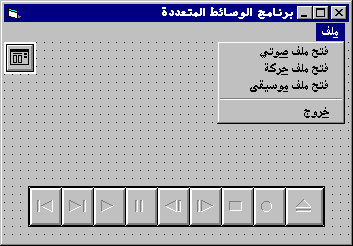 برنامج الوسائط المتعددة
ملف
فتح ملف صوتي
فتح ملف حركة
فتح ملف موسيقى
خروج